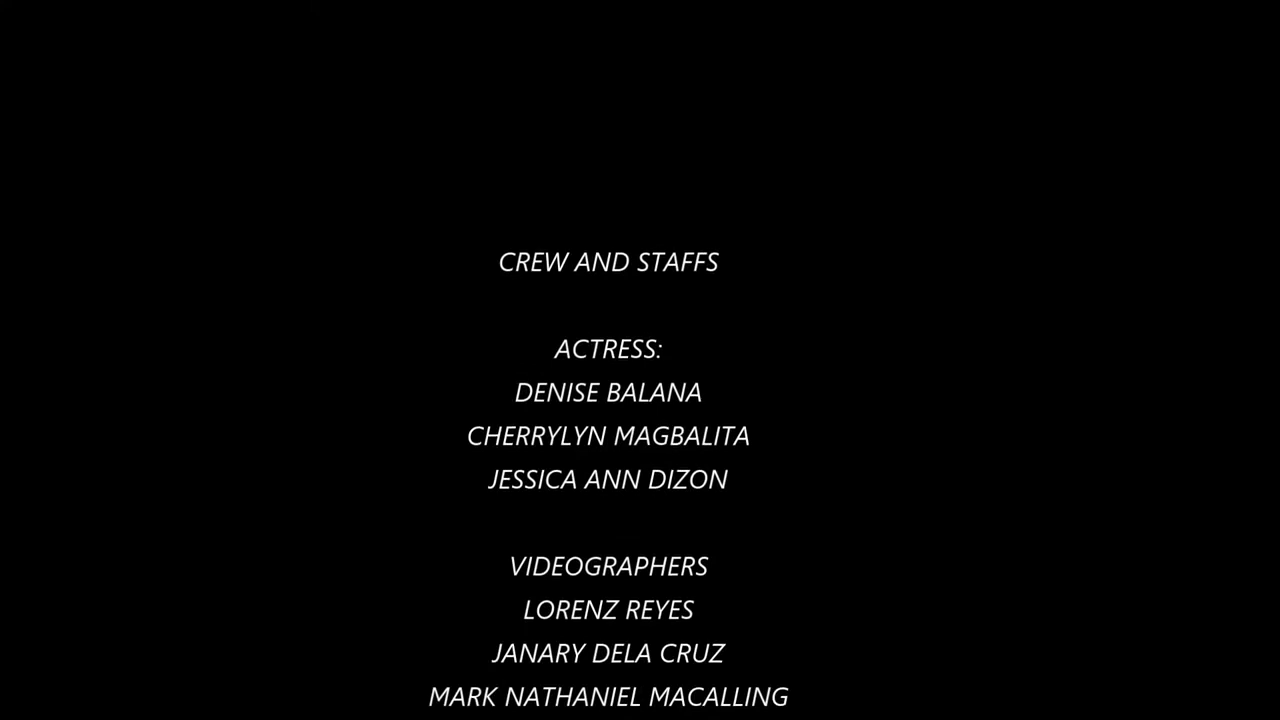 CREW AND STAFFS
ACTRESS:
DENISE BALANA
CHERRYLYN MAGBALITA
JESSICA ANN DIZON
VIDEOGRAPHERS
LORENZ REYES
JANARY DELA CRUZ
MARK NATHANIEL MACALLING